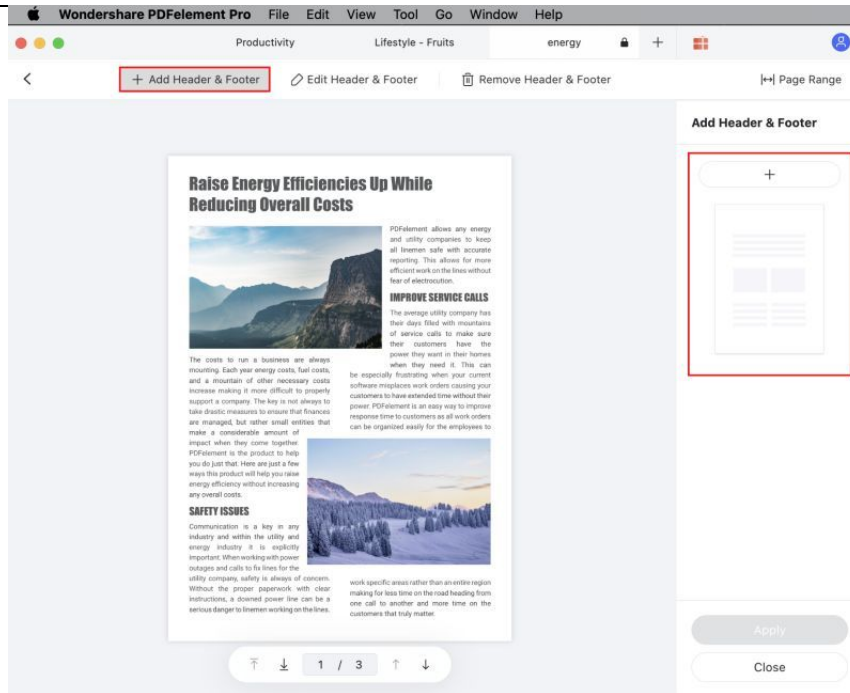 Wondershare PDFelement Pro File Edit View Tool Go Window Help
Productivity Lifestyle - Fruits energy +
+ Add Header & Footer Edit Header & Footer Remove Header & Footer Page Range
Add Header & Footer
+
Raise Energy Efficiencies Up While
Reducing Overall Costs
PDFelement allows any energy
and utility companies to keep
all linemen safe with accurate
reporting. This allows for more
efficient work on the lines without
fear of electrocution.
IMPROVE SERVICE CALLS
The average utility company has
their days filled with mountains
of service calls to make sure
their customers have the
power they want in their homes
when they need it. This can
be especially frustrating when your current
software misplaces work orders causing your
customers to have extended time without their
power. PDFelement is an easy way to improve
response time to customers as all work orders
can be organized easily for the employees to
The costs to run a business are always
mounting. Each year energy costs, fuel costs,
and a mountain of other necessary costs
increase making it more difficult to properly
support a company. The key is not always to
take drastic measures to ensure that finances
are managed, but rather small entities that
make a considerable amount of
impact when they come together.
PDFelement is the product to help
you do just that. Here are just a few
ways this product will help you raise
energy efficiency without increasing
any overall costs.
SAFETY ISSUES
Communication is a key in any
industry and within the utility and
energy industry it is explicitly
important. When working with power
outages and calls to fix lines for the
utility company, safety is always of concern.
Without the proper paperwork with clear
instructions, a downed power line can be a
serious danger to linemen working on the lines.
work specific areas rather than an entire region
making for less time on the road heading from
one call to another and more time on the
customers that truly matter.
1 / 3
Apply
Close